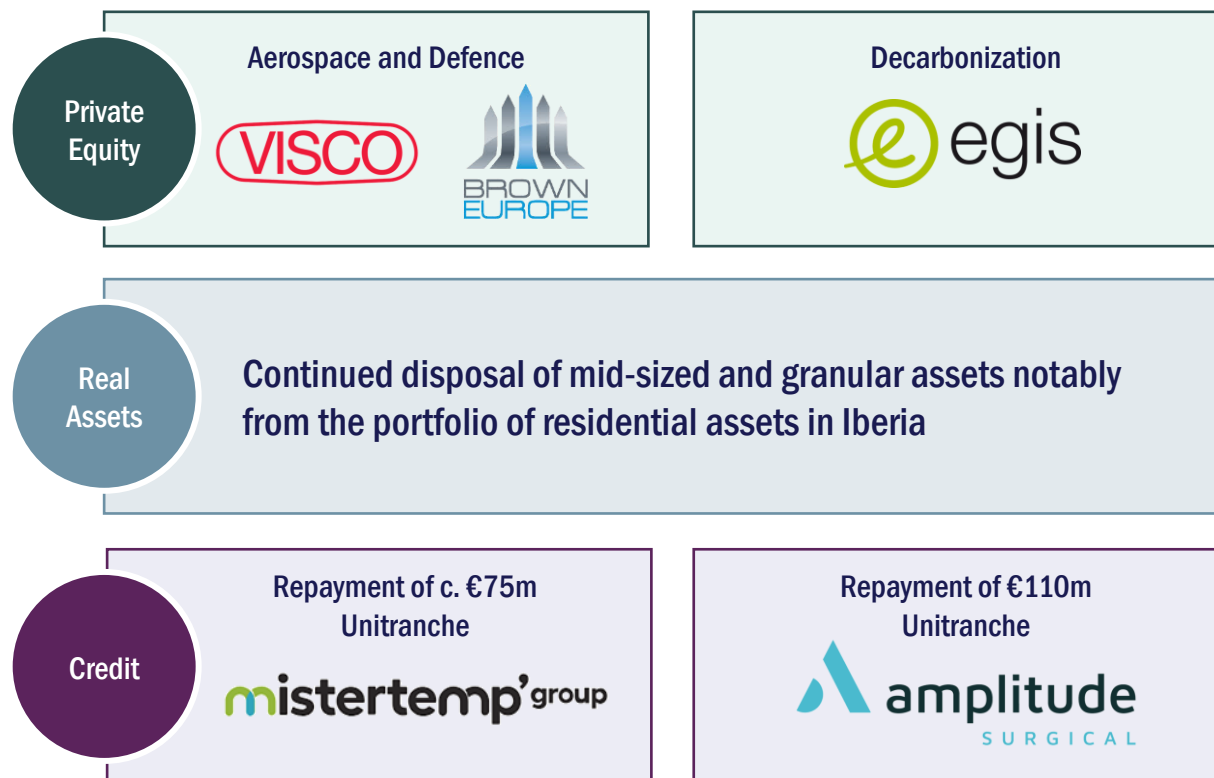 Private
Equity
Aerospace and Defence
VISCO
BROWN
EUROPE
Decarbonization
e egis
Real
Assets
Continued disposal of mid-sized and granular assets notably
from the portfolio of residential assets in Iberia
Credit
Repayment of c. €75m
Unitranche
mistertemp’group
Repayment of €110m
Unitranche
amplitude
SURGICAL